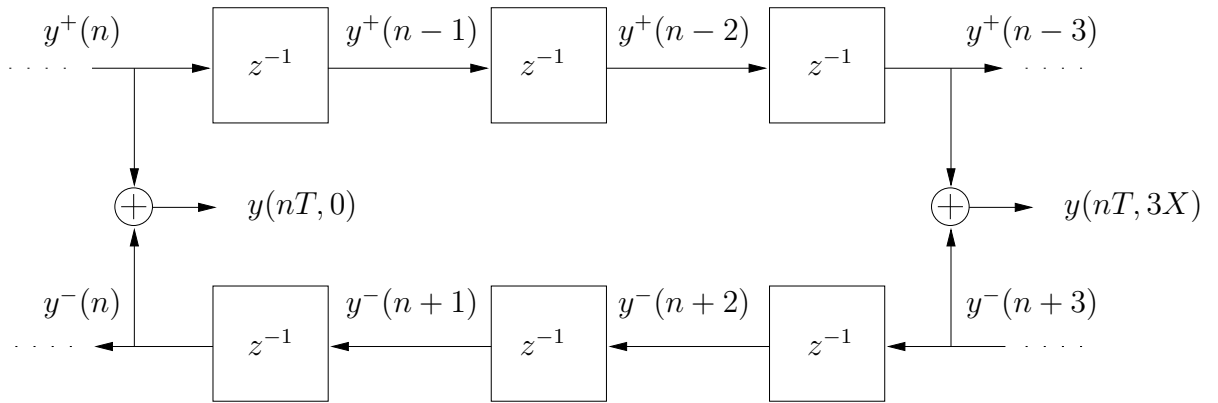 y⁺(n) z⁻¹ y⁺(n − 1) z⁻¹ y⁺(n − 2) z⁻¹ y⁺(n − 3)
y(nT, 0) y(nT, 3X)
y⁻(n) z⁻¹ y⁻(n + 1) z⁻¹ y⁻(n + 2) z⁻¹ y⁻(n + 3)